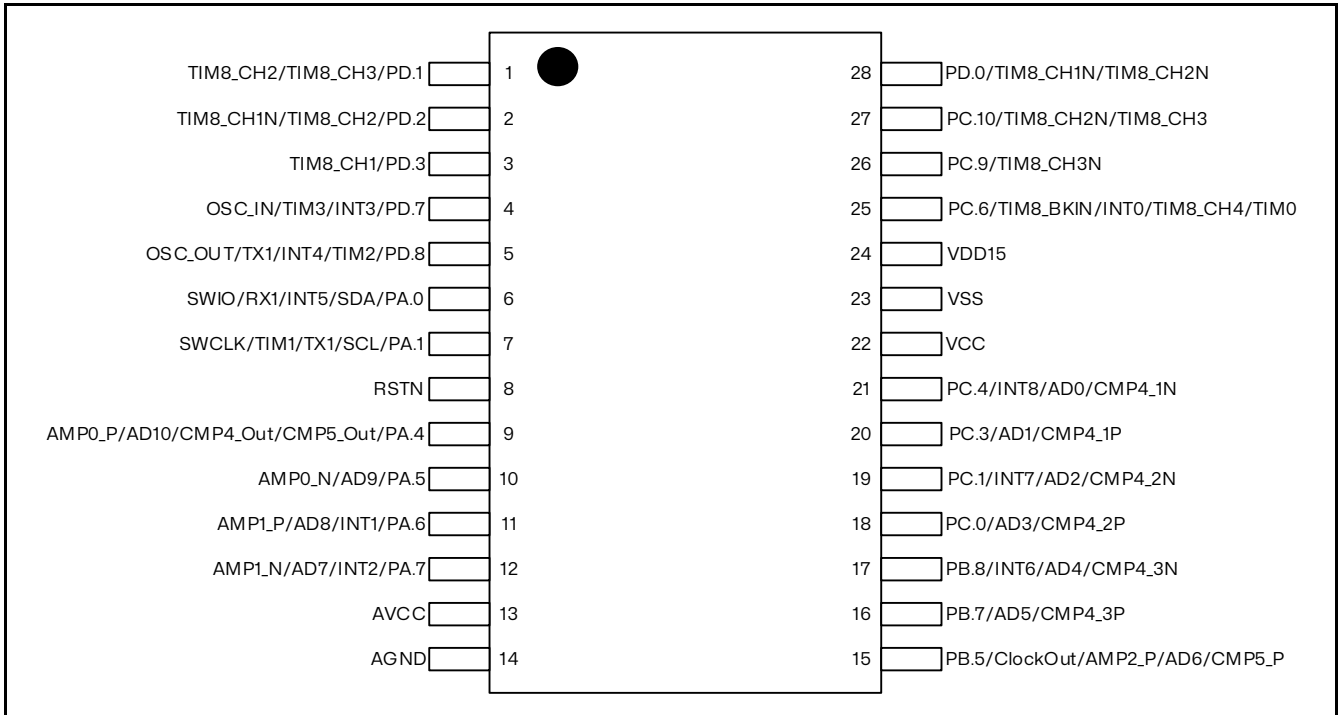 TIM8_CH2/TIM8_CH3/PD.1 1 28 PD.0/TIM8_CH1N/TIM8_CH2N
TIM8_CH1N/TIM8_CH2/PD.2 2 27 PC.10/TIM8_CH2N/TIM8_CH3
TIM8_CH1/PD.3 3 26 PC.9/TIM8_CH3N
OSC_IN/TIM3/INT3/PD.7 4 25 PC.6/TIM8_BKIN/INT0/TIM8_CH4/TIM0
OSC_OUT/TX1/INT4/TIM2/PD.8 5 24 VDD15
SWIO/RX1/INT5/SDA/PA.0 6 23 VSS
SWCLK/TIM1/TX1/SCL/PA.1 7 22 VCC
RSTN 8 21 PC.4/INT8/AD0/CMP4_1N
AMP0_P/AD10/CMP4_Out/CMP5_Out/PA.4 9 20 PC.3/AD1/CMP4_1P
AMP0_N/AD9/PA.5 10 19 PC.1/INT7/AD2/CMP4_2N
AMP1_P/AD8/INT1/PA.6 11 18 PC.0/AD3/CMP4_2P
AMP1_N/AD7/INT2/PA.7 12 17 PB.8/INT6/AD4/CMP4_3N
AVCC 13 16 PB.7/AD5/CMP4_3P
AGND 14 15 PB.5/ClockOut/AMP2_P/AD6/CMP5_P